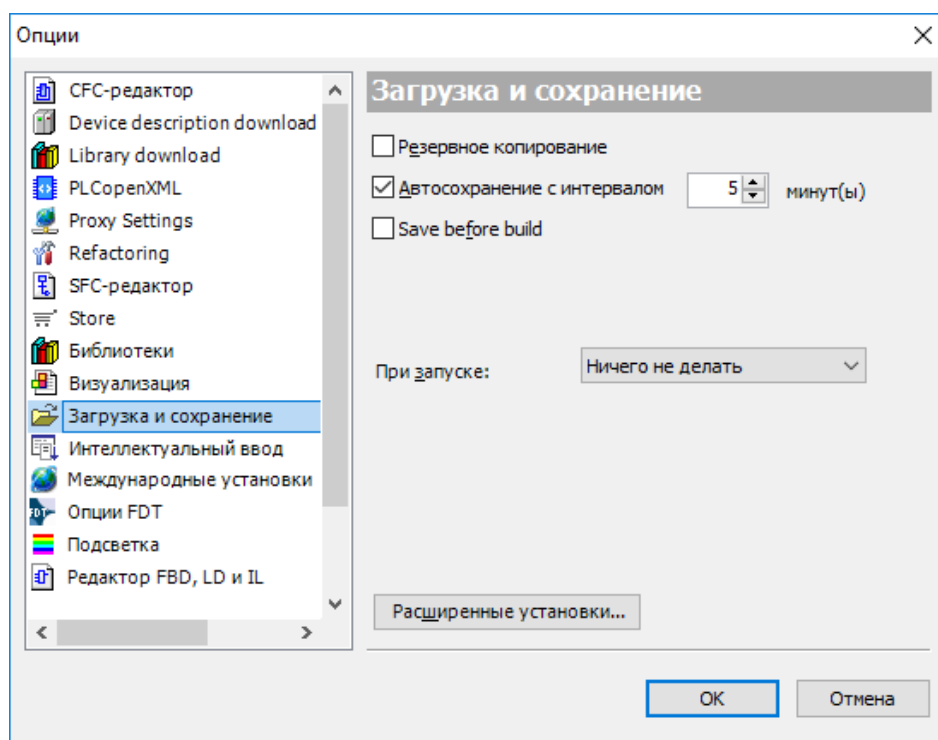 Опции
CFC-редактор
Device description download
Library download
PLCopenXML
Proxy Settings
Refactoring
SFC-редактор
Store
Библиотеки
Визуализация
Загрузка и сохранение
Интеллектуальный ввод
Международные установки
FDT
Опции FDT
Подсветка
Редактор FBD, LD и IL
Загрузка и сохранение
Резервное копирование
Автосохранение с интервалом 5 минут(ы)
Save before build
При запуске: Ничего не делать
Расширенные установки...
OK Отмена